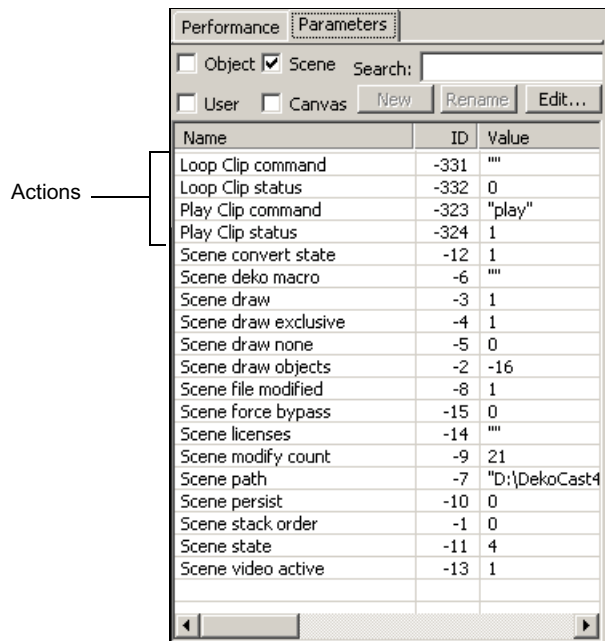 Performance Parameters
Object Scene Search:
User Canvas New Rename Edit...
Name ID Value
Actions
Loop Clip command -331 ""
Loop Clip status -332 0
Play Clip command -323 "play"
Play Clip status -324 1
Scene convert state -12 1
Scene deko macro -6 ""
Scene draw -3 1
Scene draw exclusive -4 1
Scene draw none -5 0
Scene draw objects -2 -16
Scene file modified -8 1
Scene force bypass -15 0
Scene licenses -14 ""
Scene modify count -9 21
Scene path -7 "D:\DekoCast4
Scene persist -10 0
Scene stack order -1 0
Scene state -11 4
Scene video active -13 1